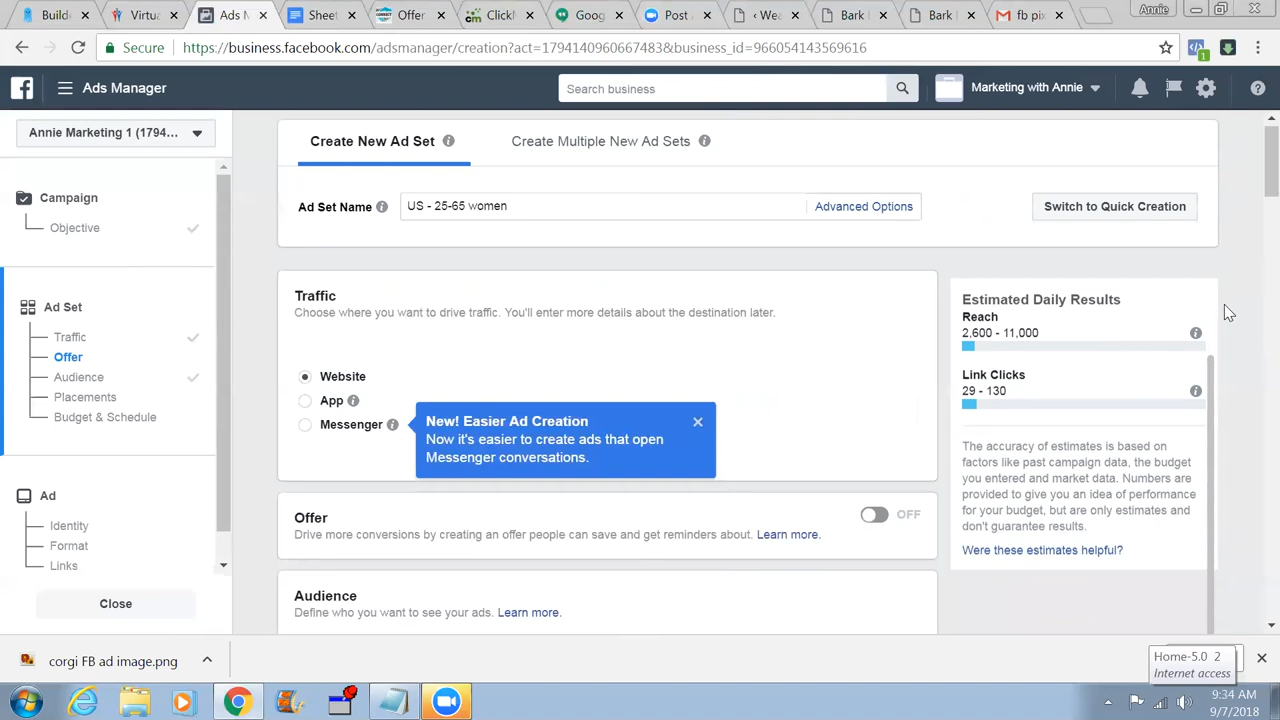 Build
Virtu
Ads M
Sheet
Offer
ClickM
Goog
Post A
‹ Wea
Bark I
Bark I
fb pix
Annie
Secure
https://business.facebook.com/adsmanager/creation?act=1794140960667483&business_id=966054143569616
1
Ads Manager
Search business
Marketing with Annie
Annie Marketing 1 (1794...
Campaign
Objective
Ad Set
Traffic
Offer
Audience
Placements
Budget & Schedule
Ad
Identity
Format
Links
Close
Create New Ad Set
Create Multiple New Ad Sets
Ad Set Name
US - 25-65 women
Advanced Options
Switch to Quick Creation
Traffic
Choose where you want to drive traffic. You'll enter more details about the destination later.
Website
App
Messenger
New! Easier Ad Creation
Now it's easier to create ads that open
Messenger conversations.
Offer
OFF
Drive more conversions by creating an offer people can save and get reminders about. Learn more.
Audience
Define who you want to see your ads. Learn more.
Estimated Daily Results
Reach
2,600 - 11,000
Link Clicks
29 - 130
The accuracy of estimates is based on
factors like past campaign data, the budget
you entered and market data. Numbers are
provided to give you an idea of performance
for your budget, but are only estimates and
don't guarantee results.
Were these estimates helpful?
corgi FB ad image.png
Home-5.0 2
Internet access
9:34 AM
9/7/2018